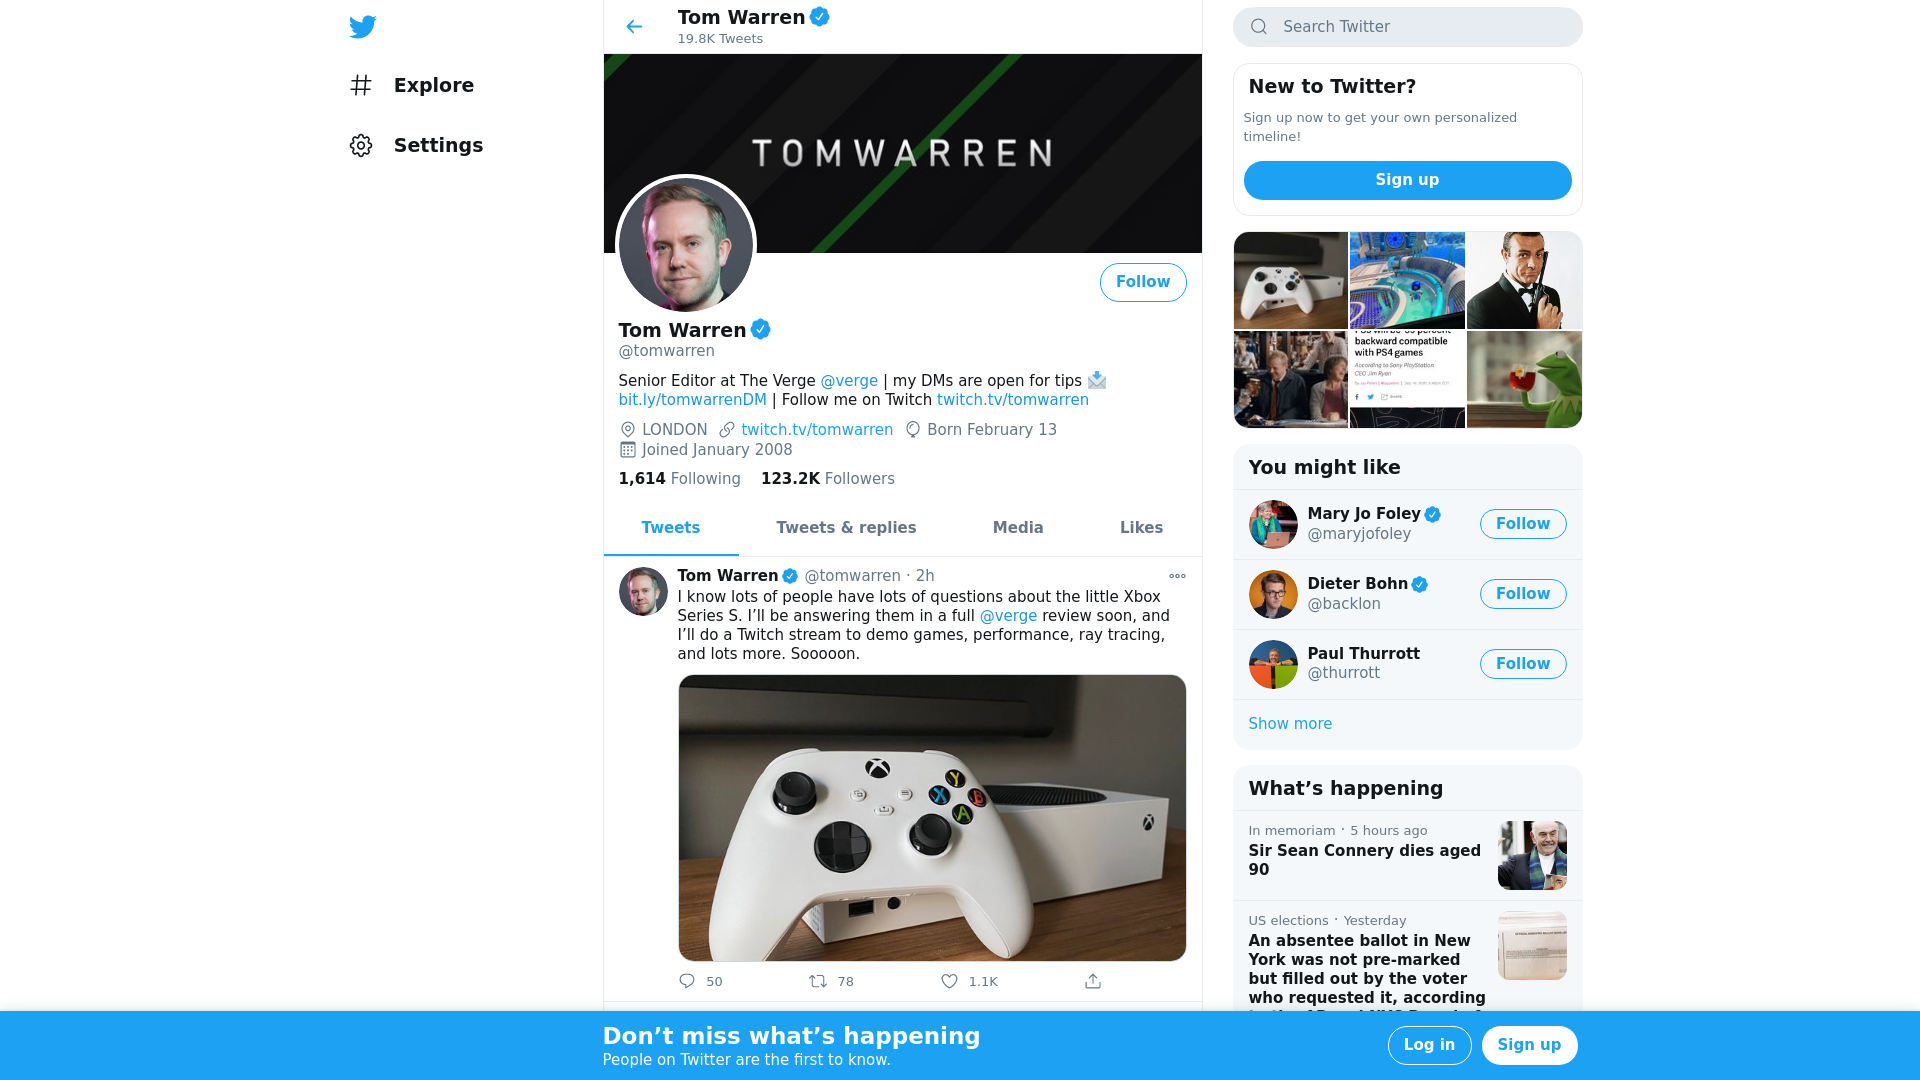 Explore
Settings
Tom Warren
19.8K Tweets
TOMWARREN
Follow
Tom Warren
@tomwarren
Senior Editor at The Verge @verge | my DMs are open for tips
bit.ly/tomwarrenDM | Follow me on Twitch twitch.tv/tomwarren
LONDON twitch.tv/tomwarren Born February 13
Joined January 2008
1,614 Following 123.2K Followers
Tweets Tweets & replies Media Likes
Tom Warren @tomwarren · 2h
I know lots of people have lots of questions about the little Xbox
Series S. I’ll be answering them in a full @verge review soon, and
I’ll do a Twitch stream to demo games, performance, ray tracing,
and lots more. Sooooon.
Y
X B
A
50 78 1.1K
Search Twitter
New to Twitter?
Sign up now to get your own personalized
timeline!
Sign up
backward compatible
with PS4 games
According to Sony PlayStation
CEO Jim Ryan
You might like
Mary Jo Foley
@maryjofoley
Follow
Dieter Bohn
@backlon
Follow
Paul Thurrott
@thurrott
Follow
Show more
What’s happening
In memoriam · 5 hours ago
Sir Sean Connery dies aged
90
US elections · Yesterday
An absentee ballot in New
York was not pre-marked
but filled out by the voter
who requested it, according
Don’t miss what’s happening
People on Twitter are the first to know.
Log in
Sign up